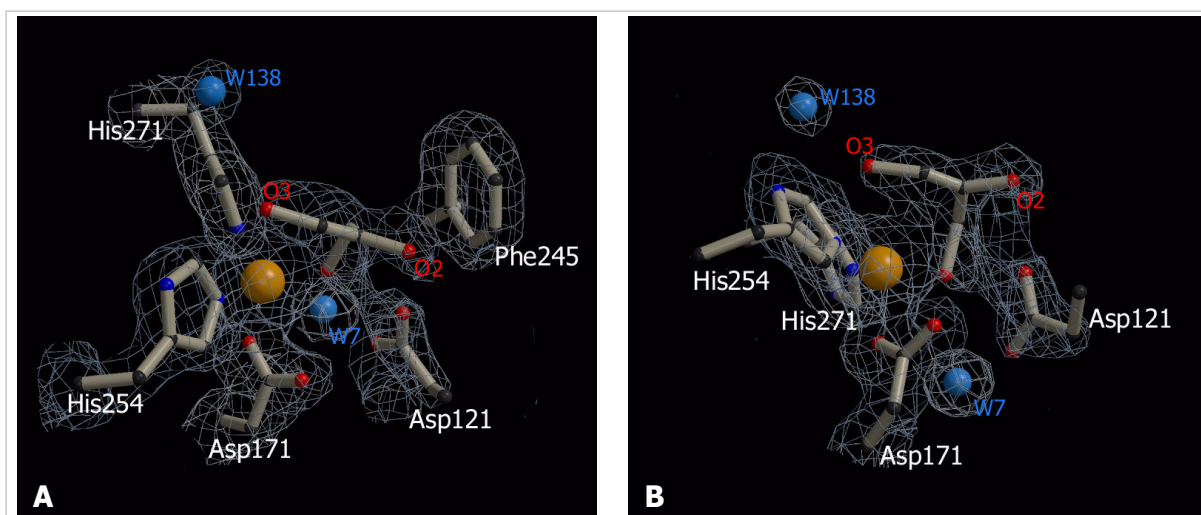 W138
His271
O3
O2
Phe245
W7
His254
Asp121
Asp171
A
W138
O3
O2
His254
His271
Asp121
W7
Asp171
B